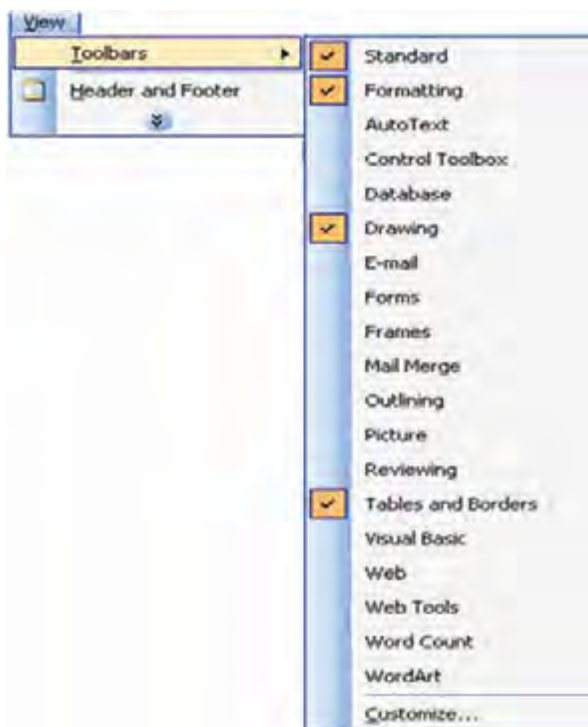 View
Toolbars
Header and Footer
Standard
Formatting
AutoText
Control Toolbox
Database
Drawing
E-mail
Forms
Frames
Mail Merge
Outlining
Picture
Reviewing
Tables and Borders
Visual Basic
Web
Web Tools
Word Count
WordArt
Customize...